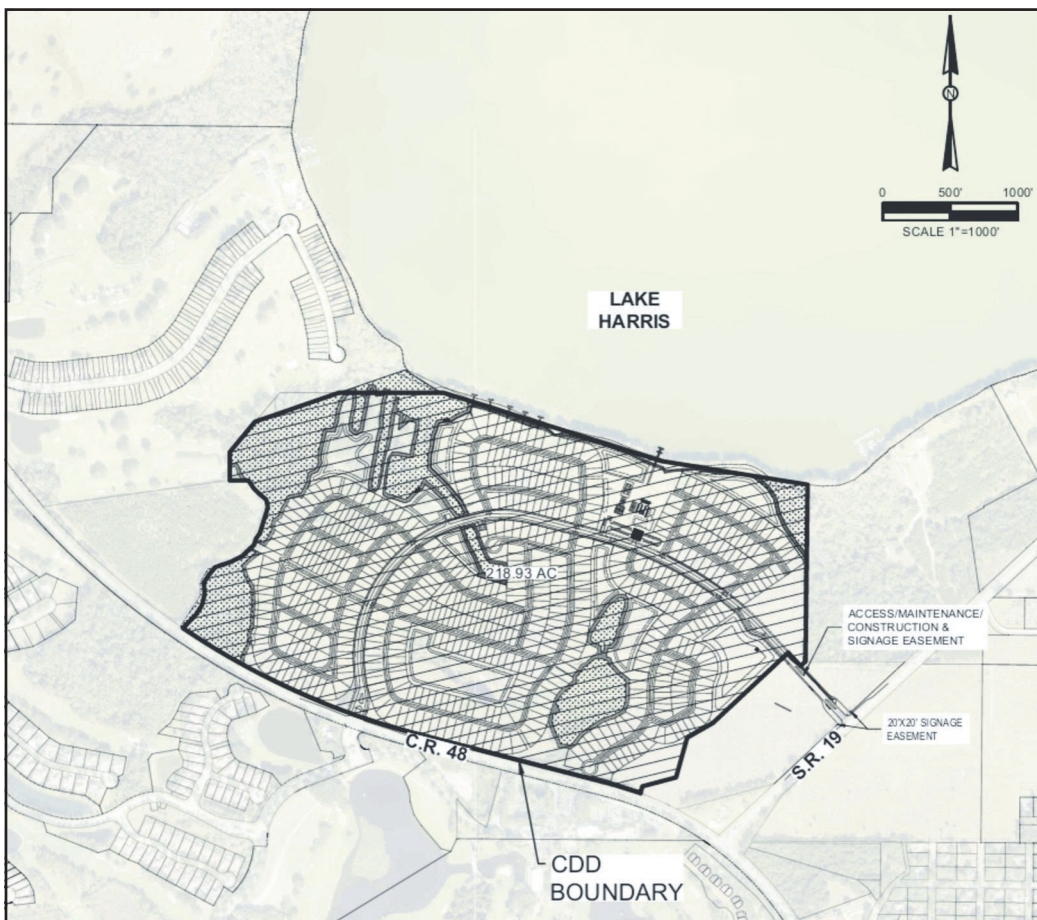 N
0 500' 1000'
SCALE 1"=1000'
LAKE
HARRIS
218.93 AC
ACCESS/MAINTENANCE/
CONSTRUCTION &
SIGNAGE EASEMENT
20'X20' SIGNAGE
EASEMENT
S.R. 19
C.R. 48
CDD
BOUNDARY